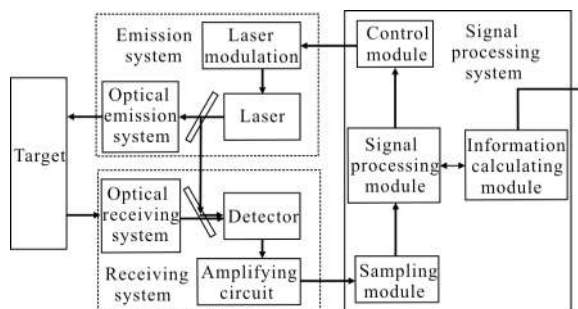 Emission
system
Laser
modulation
Control
module
Signal
processing
system
Optical
emission
system
Laser
Target
Signal
processing
module
Information
calculating
module
Optical
receiving
system
Detector
Receiving
system
Amplifying
circuit
Sampling
module